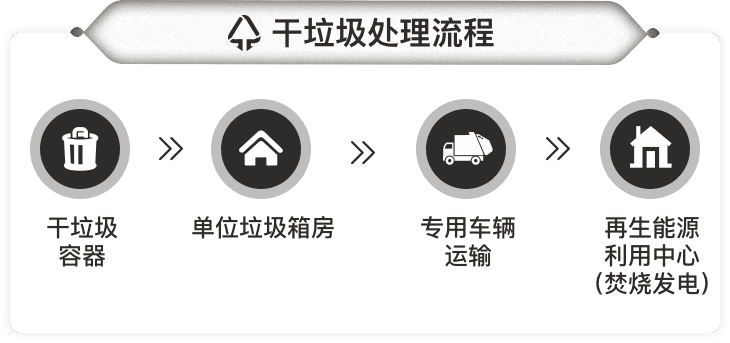 干垃圾处理流程
干垃圾
容器
单位垃圾箱房
专用车辆
运输
再生能源
利用中心
(焚烧发电)